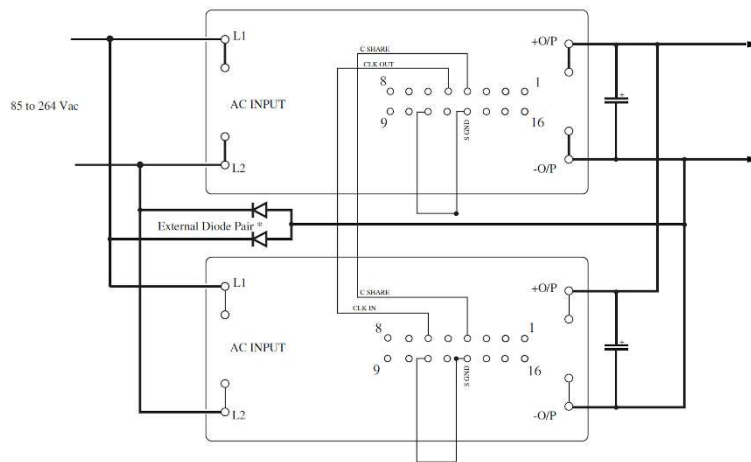 L1
C SHARE
+O/P
CLK OUT
8
1
85 to 264 Vac
AC INPUT
9
S GND
16
L2
-O/P
External Diode Pair *
L1
C SHARE
+O/P
CLK IN
8
1
AC INPUT
9
S GND
16
L2
-O/P
+
+